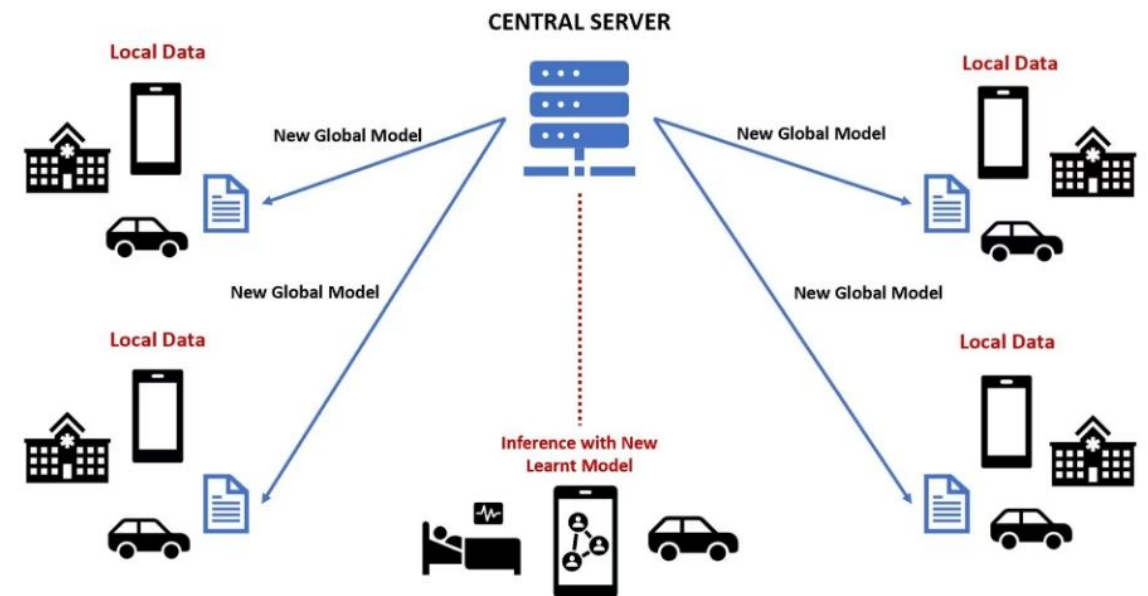 CENTRAL SERVER
Local Data
Local Data
New Global Model
New Global Model
New Global Model
New Global Model
Local Data
Local Data
Inference with New
Learnt Model